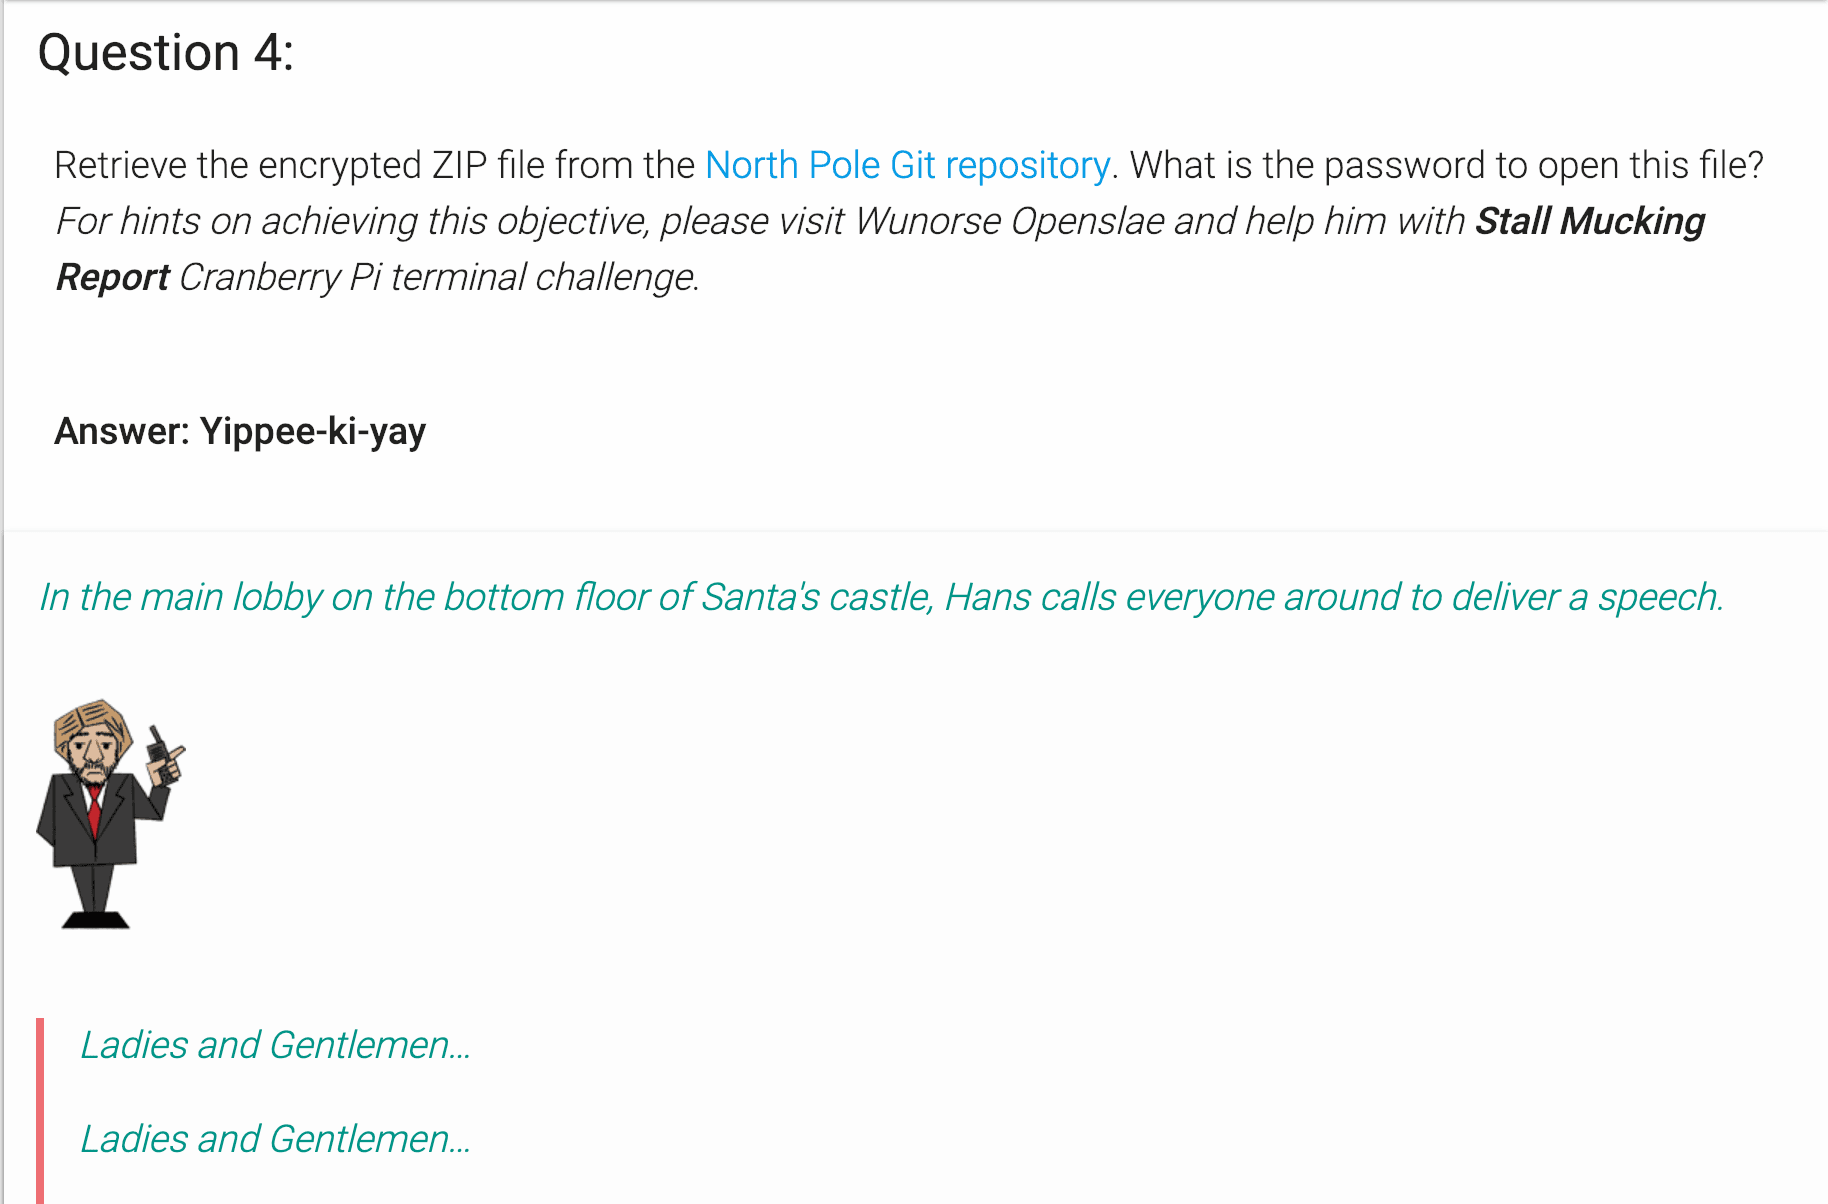 Question 4:
Retrieve the encrypted ZIP file from the North Pole Git repository. What is the password to open this file?
For hints on achieving this objective, please visit Wunorse Openslae and help him with Stall Mucking
Report Cranberry Pi terminal challenge.
Answer: Yippee-ki-yay
In the main lobby on the bottom floor of Santa's castle, Hans calls everyone around to deliver a speech.
Ladies and Gentlemen...
Ladies and Gentlemen...